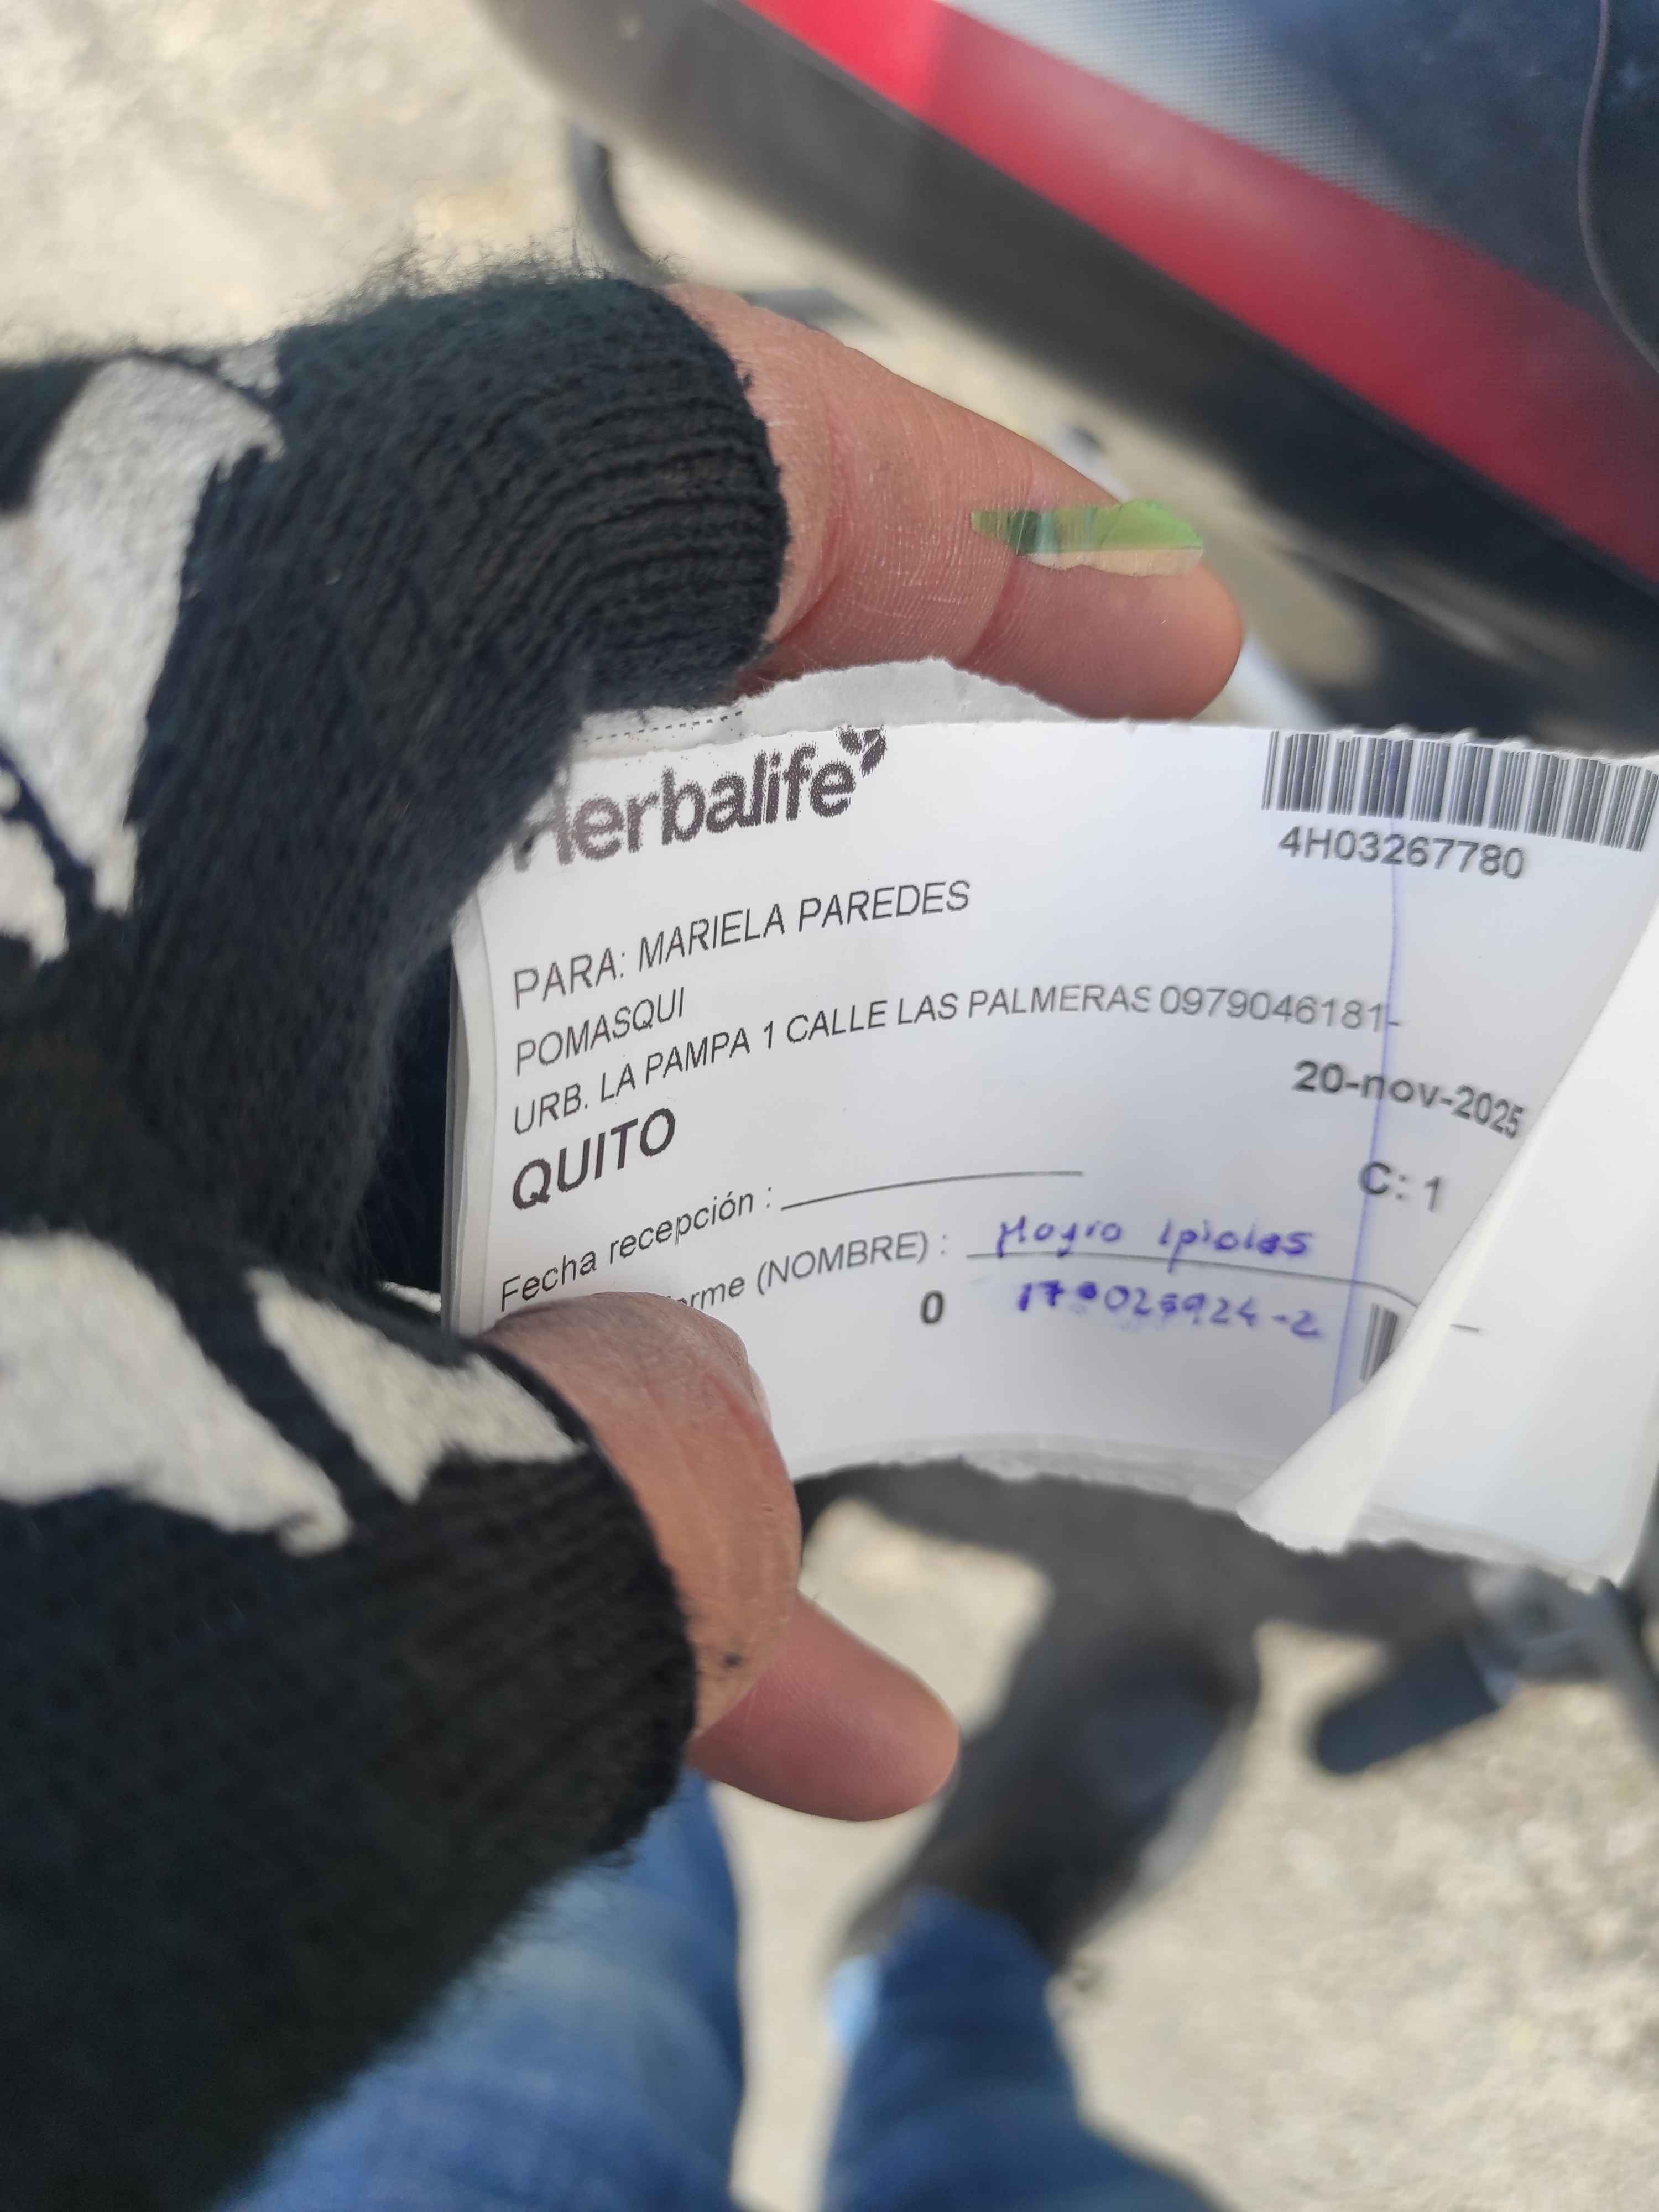 Herbalife
4H03267780
PARA: MARIELA PAREDES
POMASQUI
URB. LA PAMPA 1 CALLE LAS PALMERAS 0979046181-
20-nov-2025
QUITO
C: 1
Fecha recepción :
orme (NOMBRE) :
0